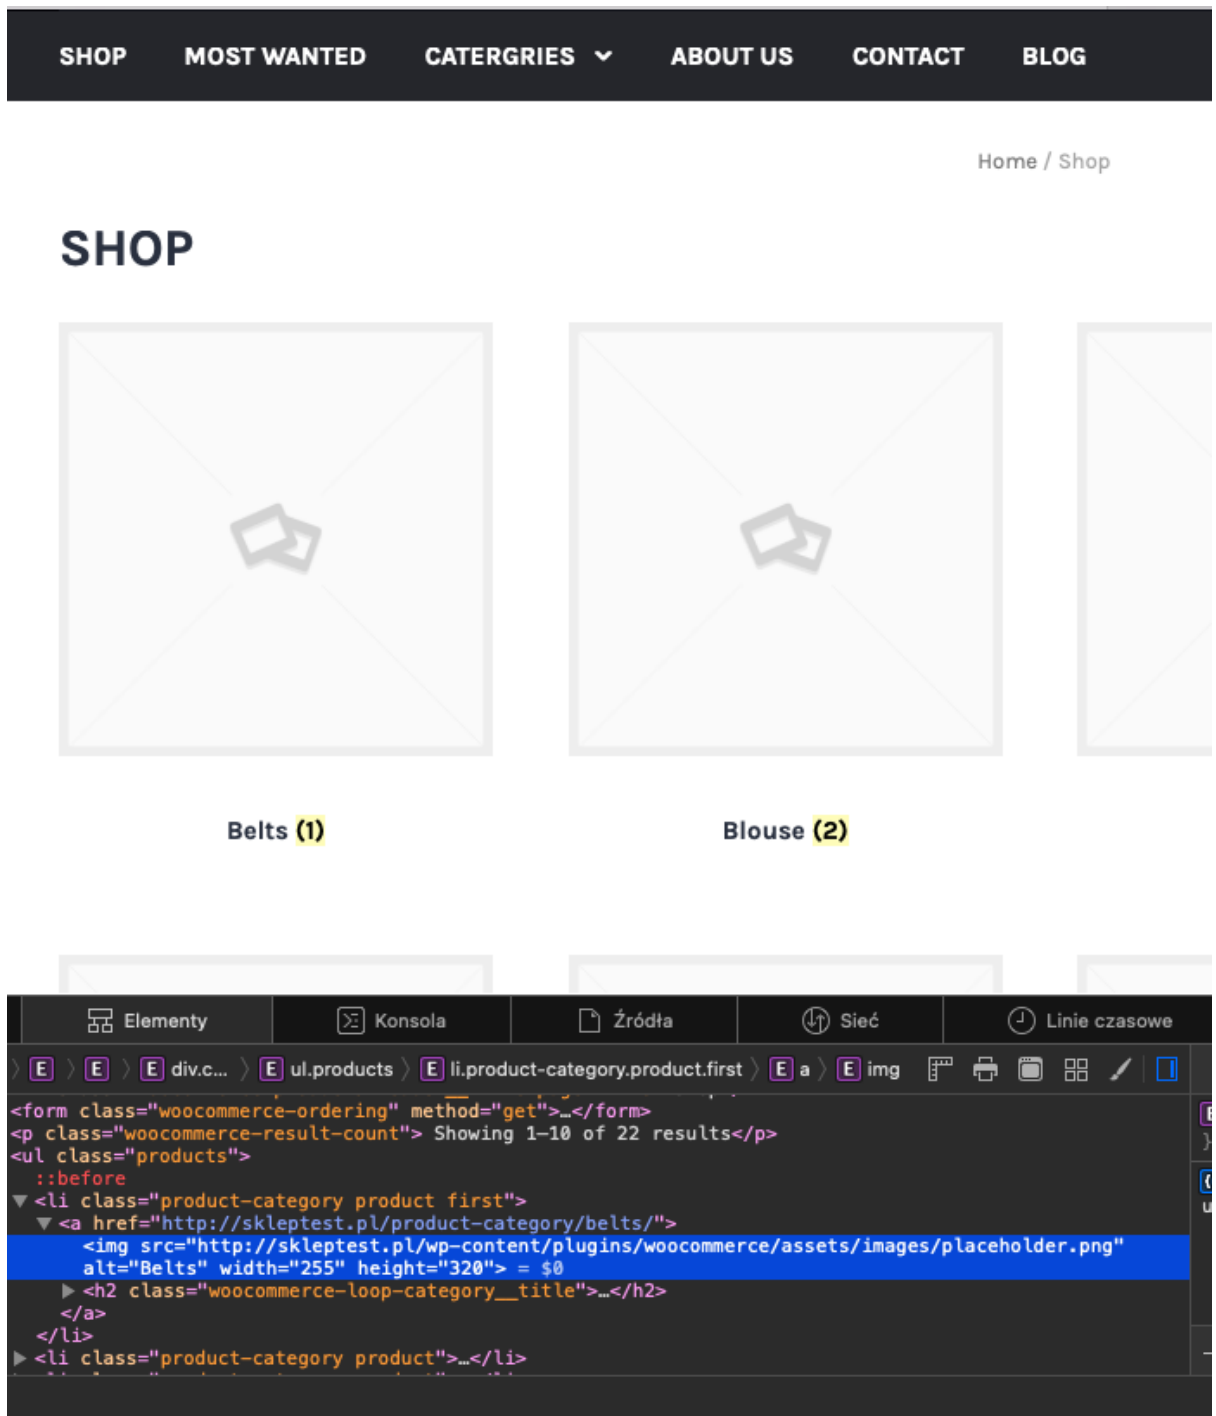 SHOP MOST WANTED CATERGRIES ABOUT US CONTACT BLOG
Home / Shop
SHOP
Belts (1) Blouse (2)
Elementy Konsola Źródła Sieć Linie czasowe
E E E div.c... E ul.products E li.product-category.product.first E a E img
<form class="woocommerce-ordering" method="get">…</form>
<p class="woocommerce-result-count"> Showing 1–10 of 22 results</p>
<ul class="products">
::before
<li class="product-category product first">
<a href="http://skleptest.pl/product-category/belts/">
<img src="http://skleptest.pl/wp-content/plugins/woocommerce/assets/images/placeholder.png"
alt="Belts" width="255" height="320"> = $0
<h2 class="woocommerce-loop-category__title">…</h2>
</a>
</li>
<li class="product-category product">…</li>